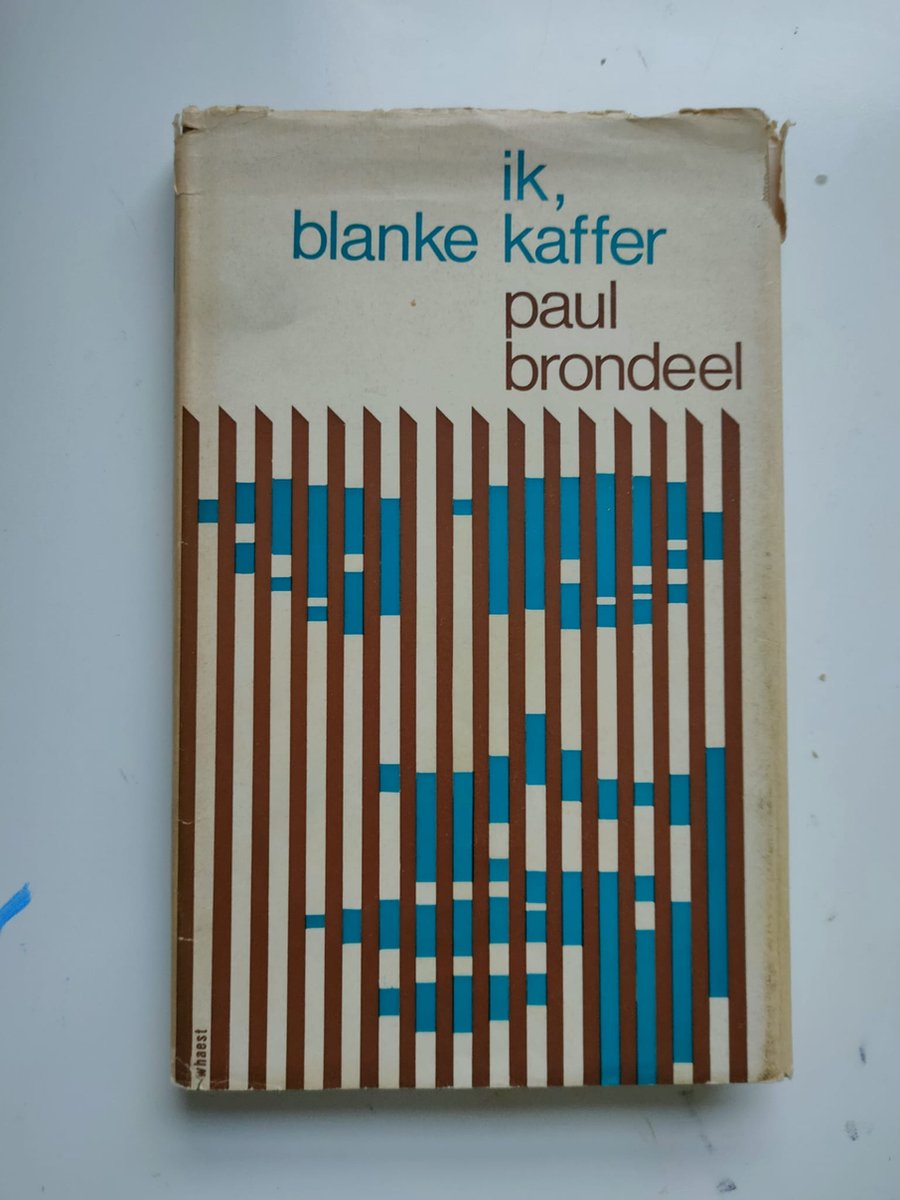 ik,
blanke kaffer
paul
brondeel
whaest